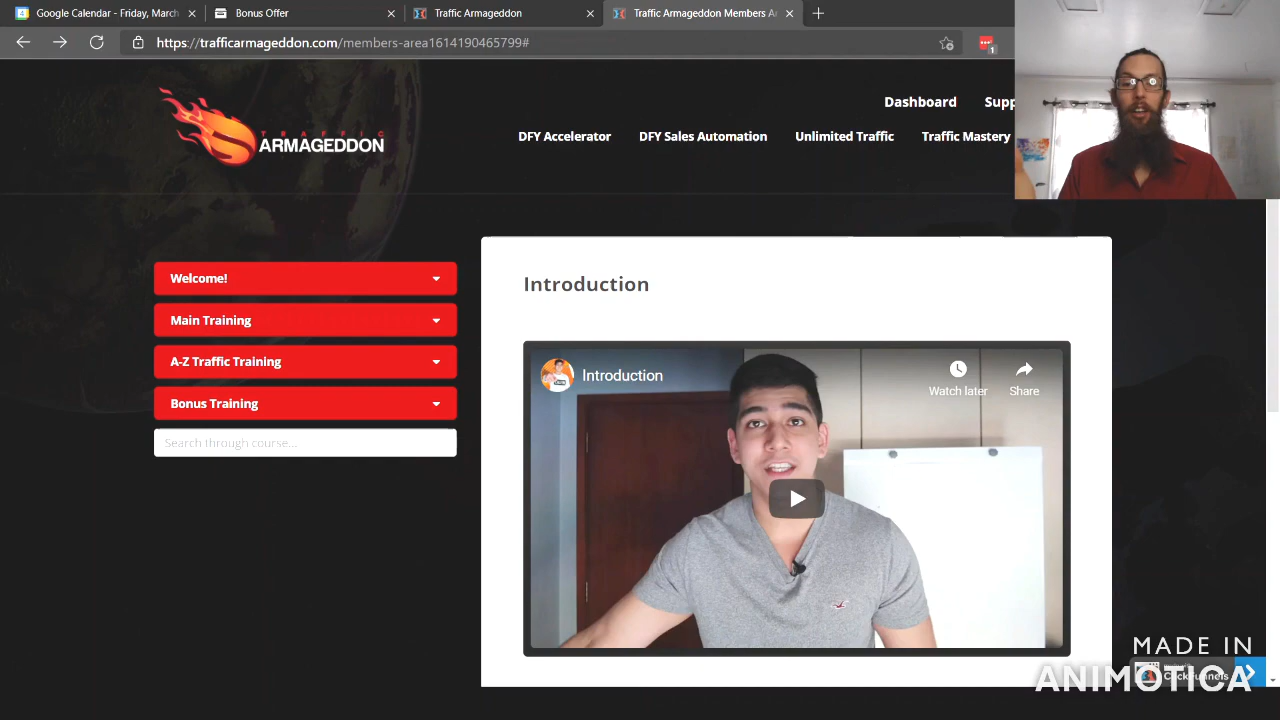 Google Calendar - Friday, March
Bonus Offer
Traffic Armageddon
Traffic Armageddon Members Ar
https://trafficarmageddon.com/members-area1614190465799#
1
TRAFFIC
ARMAGEDDON
Dashboard
Supp
DFY Accelerator
DFY Sales Automation
Unlimited Traffic
Traffic Mastery
Welcome!
Main Training
A-Z Traffic Training
Bonus Training
Search through course...
Introduction
Introduction
Watch later
Share
MADE IN
ANIMOTICA
ClickFunnels